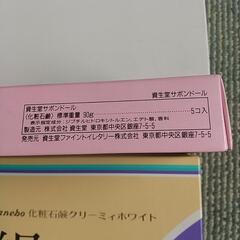 資生堂サボンドール
資生堂サボンドール
〈化粧石鹸〉 標準重量 90g ―― 5コ入
表示指定成分：ジブチルヒドロキシトルエン，エデト酸，香料
製造元 株式会社 資生堂 東京都中央区銀座7-5-5
発売元 資生堂ファイントイレタリー株式会社 東京都中央区銀座7-5-5
anebo 化粧石鹸クリーミィホワイト